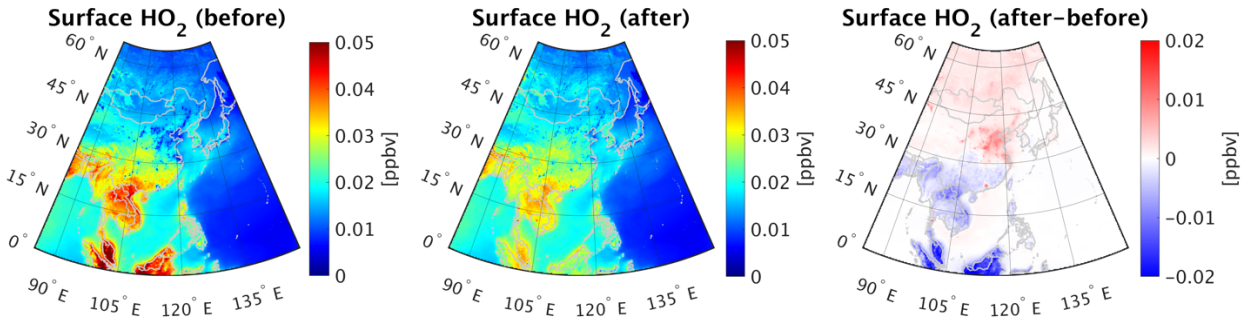 Surface HO2 (before)
60°N
45°N
30°N
15°N
0°
90°E
105°E
120°E
135°E
0.05
0.04
0.03
0.02
0.01
0
[ppbv]
Surface HO2 (after)
60°N
45°N
30°N
15°N
0°
90°E
105°E
120°E
135°E
0.05
0.04
0.03
0.02
0.01
0
[ppbv]
Surface HO2 (after−before)
60°N
45°N
30°N
15°N
0°
90°E
105°E
120°E
135°E
0.02
0.01
0
−0.01
−0.02
[ppbv]